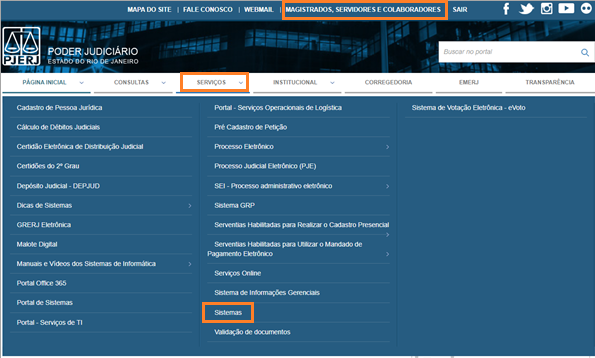 MAPA DO SITE | FALE CONOSCO | WEBMAIL | MAGISTRADOS, SERVIDORES E COLABORADORES SAIR
PJERJ
PODER JUDICIÁRIO
ESTADO DO RIO DE JANEIRO
Buscar no portal
PÁGINA INICIAL CONSULTAS SERVIÇOS INSTITUCIONAL CORREGEDORIA EMERJ TRANSPARÊNCIA
Cadastro de Pessoa Jurídica
Cálculo de Débitos Judiciais
Certidão Eletrônica de Distribuição Judicial
Certidões do 2º Grau
Depósito Judicial - DEPJUD
Dicas de Sistemas
GRERJ Eletrônica
Malote Digital
Manuais e Vídeos dos Sistemas de Informática
Portal Office 365
Portal de Sistemas
Portal - Serviços de TI
Portal - Serviços Operacionais de Logística
Pré Cadastro de Petição
Processo Eletrônico
Processo Judicial Eletrônico (PJE)
SEI - Processo administrativo eletrônico
Sistema GRP
Serventias Habilitadas para Realizar o Cadastro Presencial
Serventias Habilitadas para Utilizar o Mandado de
Pagamento Eletrônico
Serviços Online
Sistema de Informações Gerenciais
Sistemas
Validação de documentos
Sistema de Votação Eletrônica - eVoto